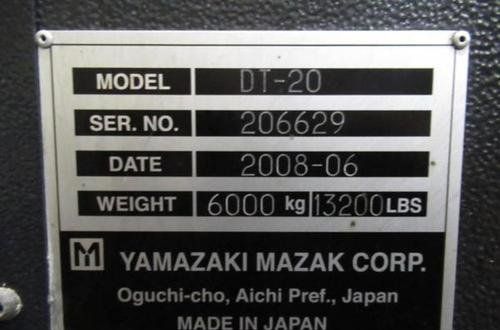 MODEL DT-20
SER. NO. 206629
DATE 2008-06
WEIGHT 6000 kg 13200 LBS
YAMAZAKI MAZAK CORP.
Oguchi-cho, Aichi Pref., Japan
MADE IN JAPAN